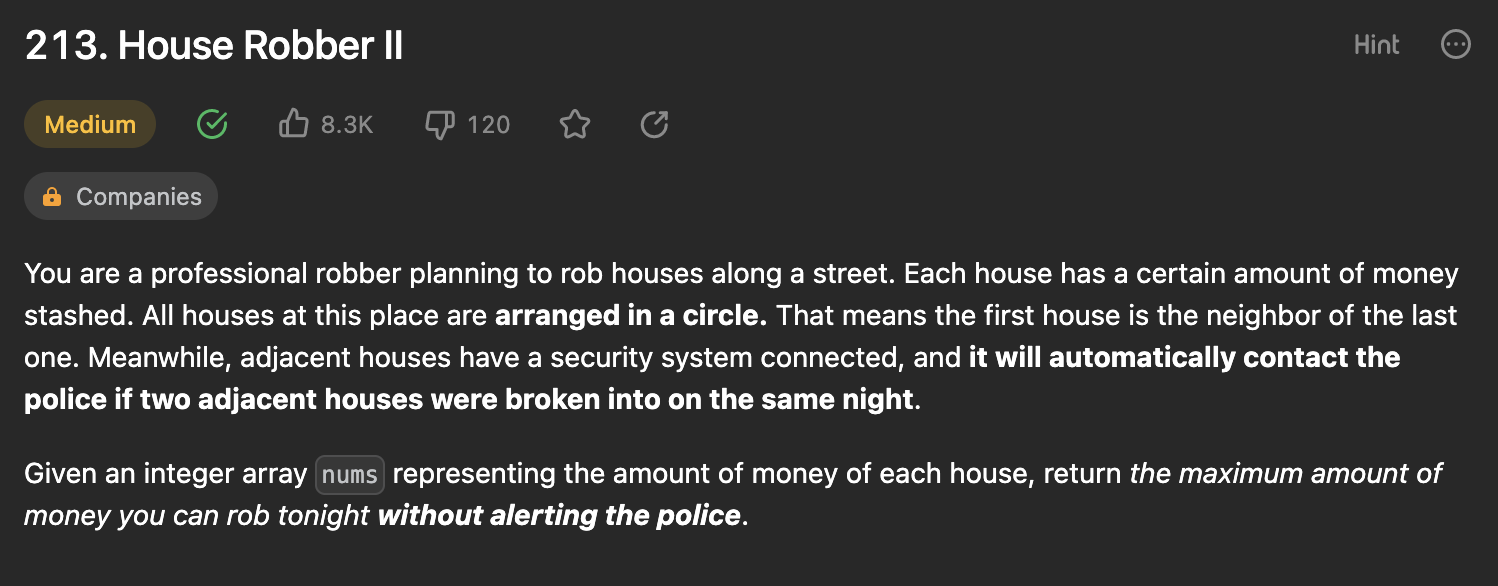 213. House Robber II
Hint
Medium
8.3K
120
Companies
You are a professional robber planning to rob houses along a street. Each house has a certain amount of money
stashed. All houses at this place are arranged in a circle. That means the first house is the neighbor of the last
one. Meanwhile, adjacent houses have a security system connected, and it will automatically contact the
police if two adjacent houses were broken into on the same night.
Given an integer array nums representing the amount of money of each house, return the maximum amount of
money you can rob tonight without alerting the police.